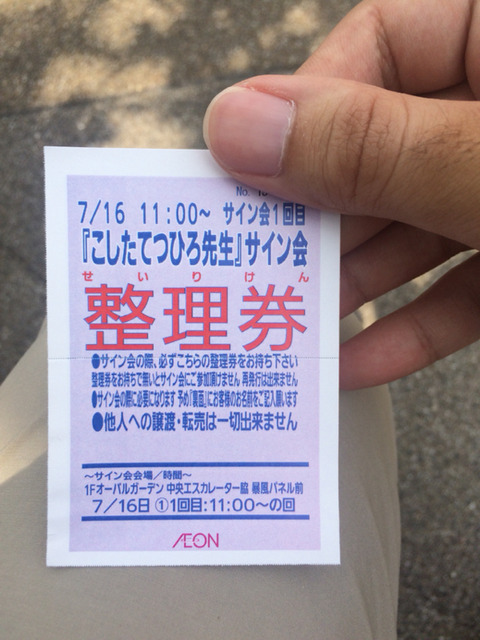 No.
7/16 11:00～ サイン会1回目
『こしたてつひろ先生』サイン会
せいりけん
整理券
●サイン会の際、必ずこちらの整理券をお持ち下さい
整理券をお持ちで無いとサイン会にご参加頂けません 再発行は出来ません
●サイン会の際に必要になります 予め「裏面」にお客様のお名前をご記入願います
●他人への譲渡・転売は一切出来ません
～サイン会会場／時間～
1Fオーバルガーデン 中央エスカレーター脇 暴風パネル前
7/16日 ①1回目:11:00～の回
ÆON